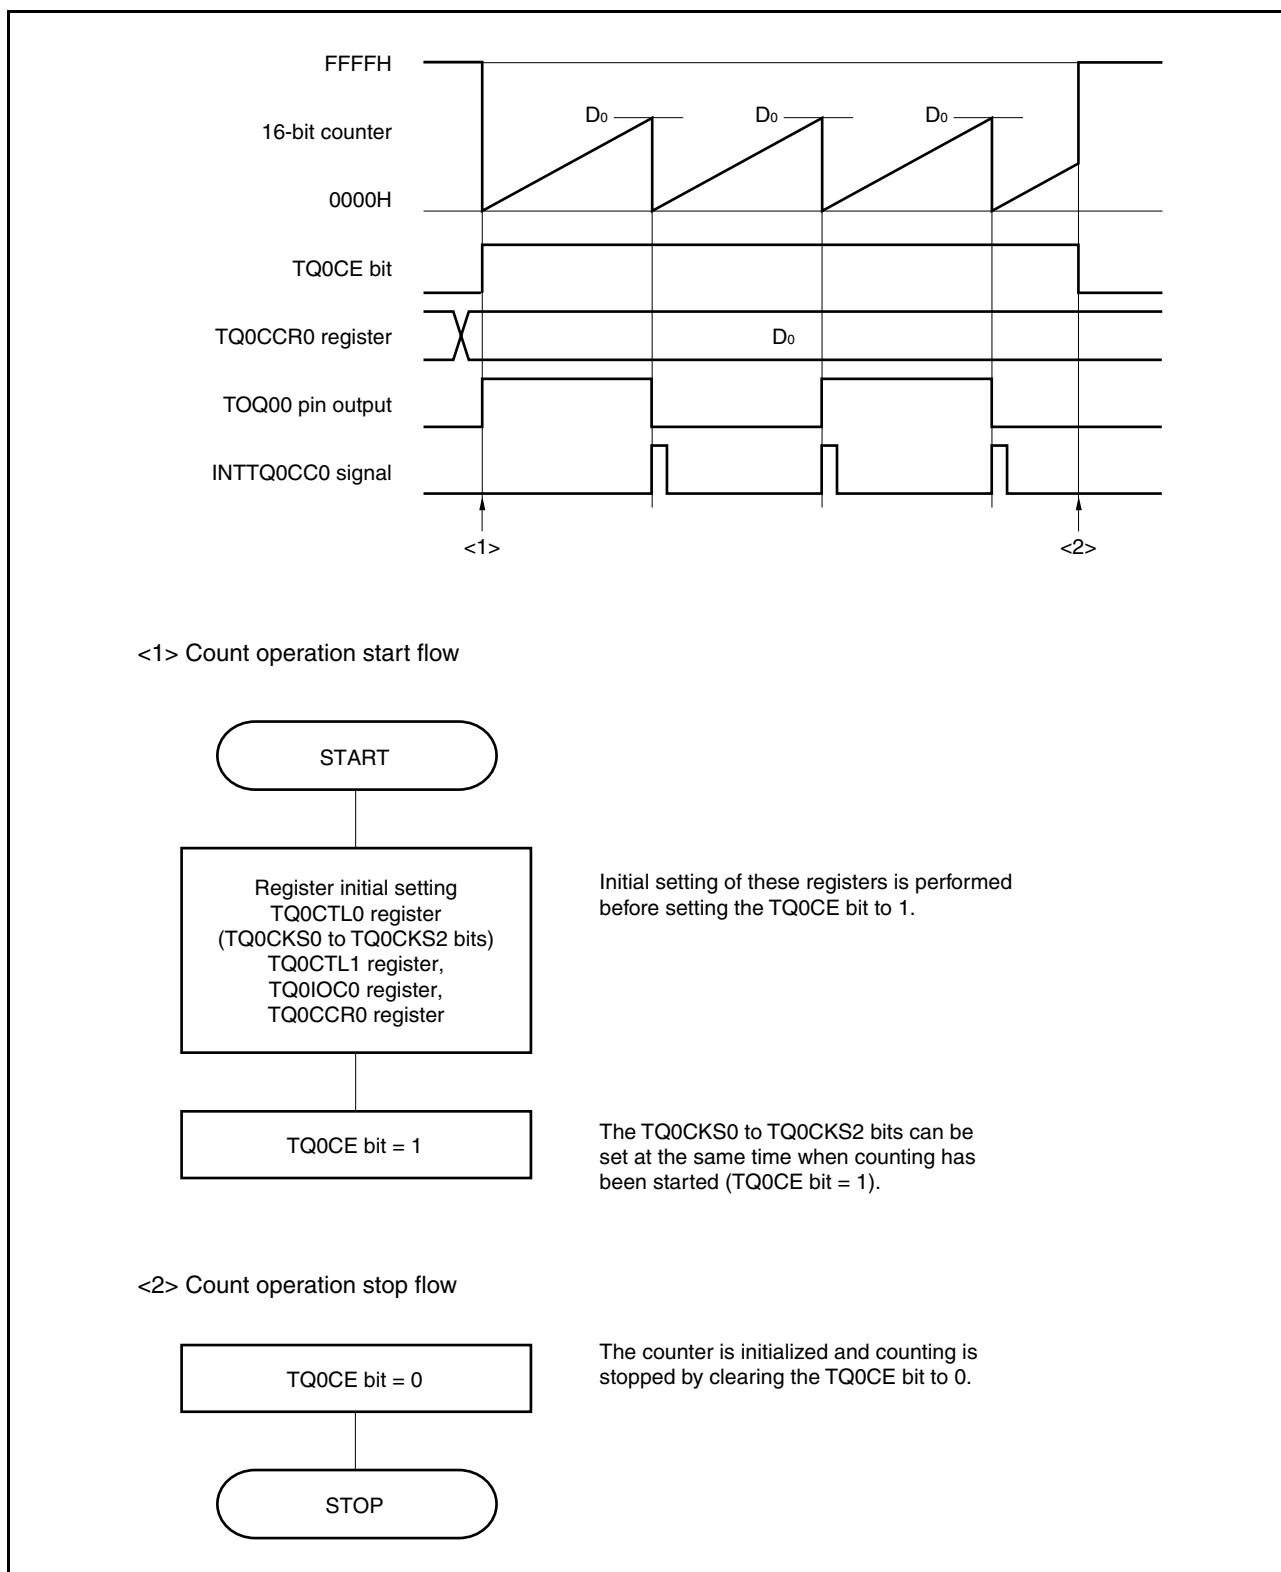 FFFFH
16-bit counter
0000H
D0
D0
D0
TQ0CE bit
TQ0CCR0 register
D0
TOQ00 pin output
INTTQ0CC0 signal
<1>
<2>
<1> Count operation start flow
START
Register initial setting
TQ0CTL0 register
(TQ0CKS0 to TQ0CKS2 bits)
TQ0CTL1 register,
TQ0IOC0 register,
TQ0CCR0 register
Initial setting of these registers is performed
before setting the TQ0CE bit to 1.
TQ0CE bit = 1
The TQ0CKS0 to TQ0CKS2 bits can be
set at the same time when counting has
been started (TQ0CE bit = 1).
<2> Count operation stop flow
TQ0CE bit = 0
The counter is initialized and counting is
stopped by clearing the TQ0CE bit to 0.
STOP